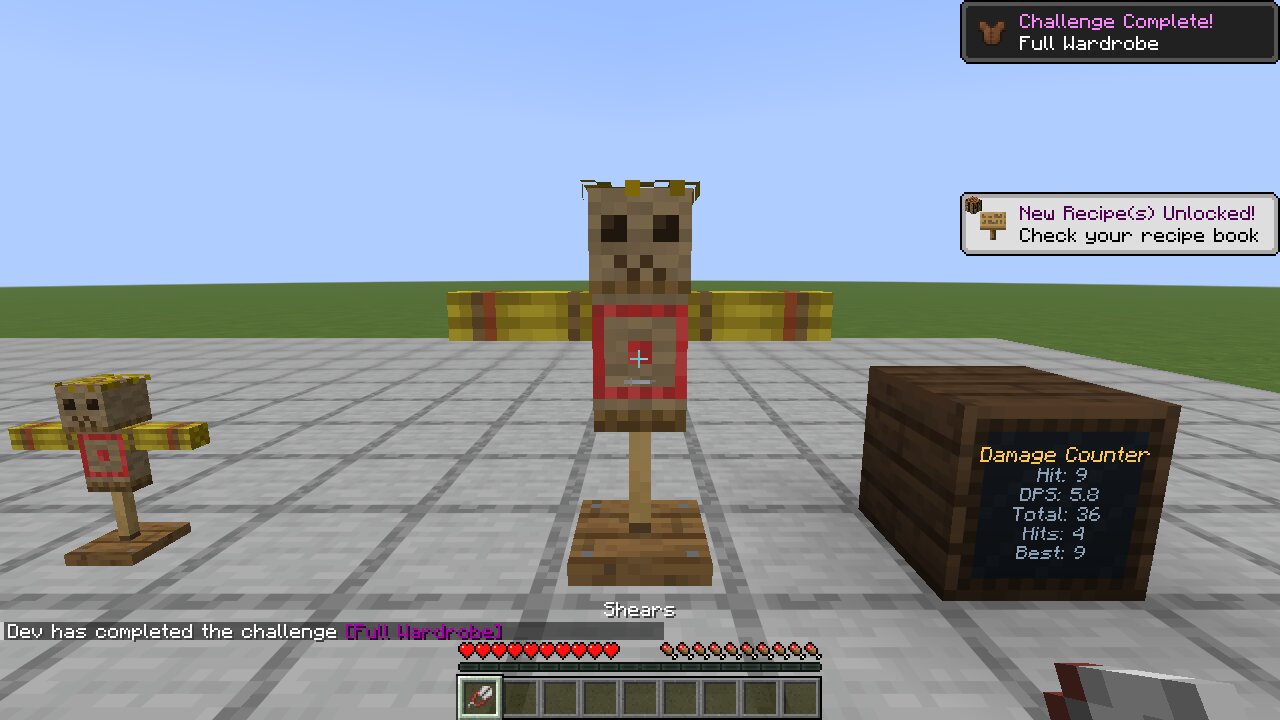 Challenge Complete!
Full Wardrobe
New Recipe(s) Unlocked!
Check your recipe book
Damage Counter
Hit: 9
DPS: 5.8
Total: 36
Hits: 4
Best: 9
Shears
Dev has completed the challenge [Full Wardrobe]